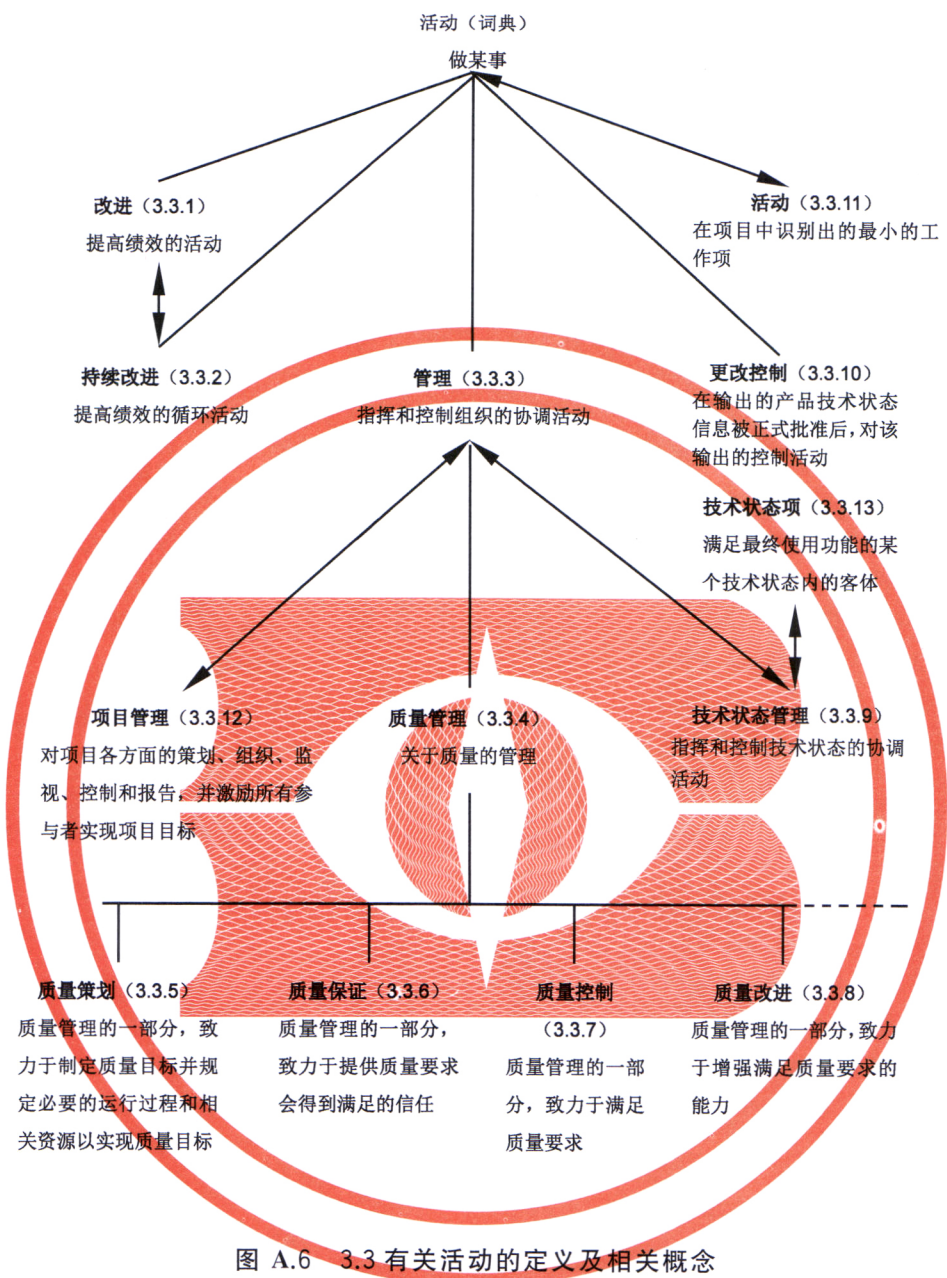 活动（词典）
做某事
改进（3.3.1）
提高绩效的活动
活动（3.3.11）
在项目中识别出的最小的工
作项
持续改进（3.3.2）
提高绩效的循环活动
管理（3.3.3）
指挥和控制组织的协调活动
更改控制（3.3.10）
在输出的产品技术状态
信息被正式批准后，对该
输出的控制活动
技术状态项（3.3.13）
满足最终使用功能的某
个技术状态内的客体
项目管理（3.3.12）
对项目各方面的策划、组织、监
视、控制和报告，并激励所有参
与者实现项目目标
质量管理（3.3.4）
关于质量的管理
技术状态管理（3.3.9）
指挥和控制技术状态的协调
活动
质量策划（3.3.5）
质量管理的一部分，致
力于制定质量目标并规
定必要的运行过程和相
关资源以实现质量目标
质量保证（3.3.6）
质量管理的一部分，
致力于提供质量要求
会得到满足的信任
质量控制
（3.3.7）
质量管理的一部
分，致力于满足
质量要求
质量改进（3.3.8）
质量管理的一部分，致力
于增强满足质量要求的
能力
图 A.6 3.3 有关活动的定义及相关概念